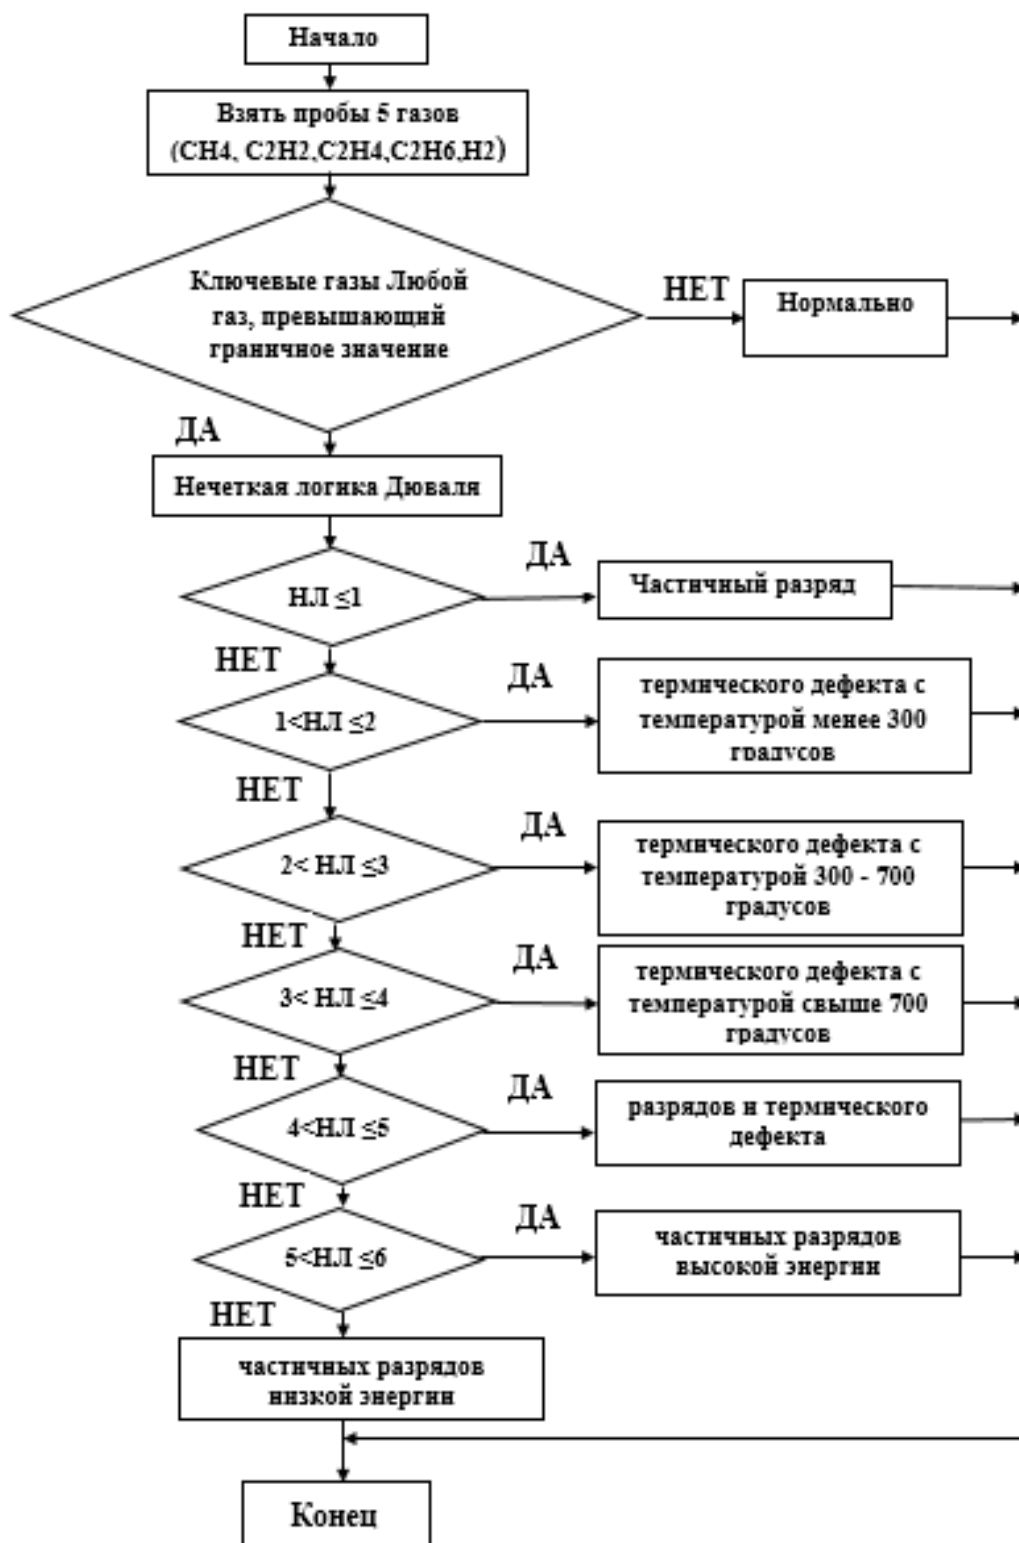 Начало
Взять пробы 5 газов
(CH4, C2H2,C2H4,C2H6,H2)
Ключевые газы Любой
газ, превышающий
граничное значение
НЕТ
Нормально
ДА
Нечеткая логика Дюваля
НЛ ≤1
ДА
Частичный разряд
НЕТ
1<НЛ ≤2
ДА
термического дефекта с
температурой менее 300
градусов
НЕТ
2< НЛ ≤3
ДА
термического дефекта с
температурой 300 - 700
градусов
НЕТ
3< НЛ ≤4
ДА
термического дефекта с
температурой свыше 700
градусов
НЕТ
4<НЛ ≤5
ДА
разрядов и термического
дефекта
НЕТ
5<НЛ ≤6
ДА
частичных разрядов
высокой энергии
НЕТ
частичных разрядов
низкой энергии
Конец